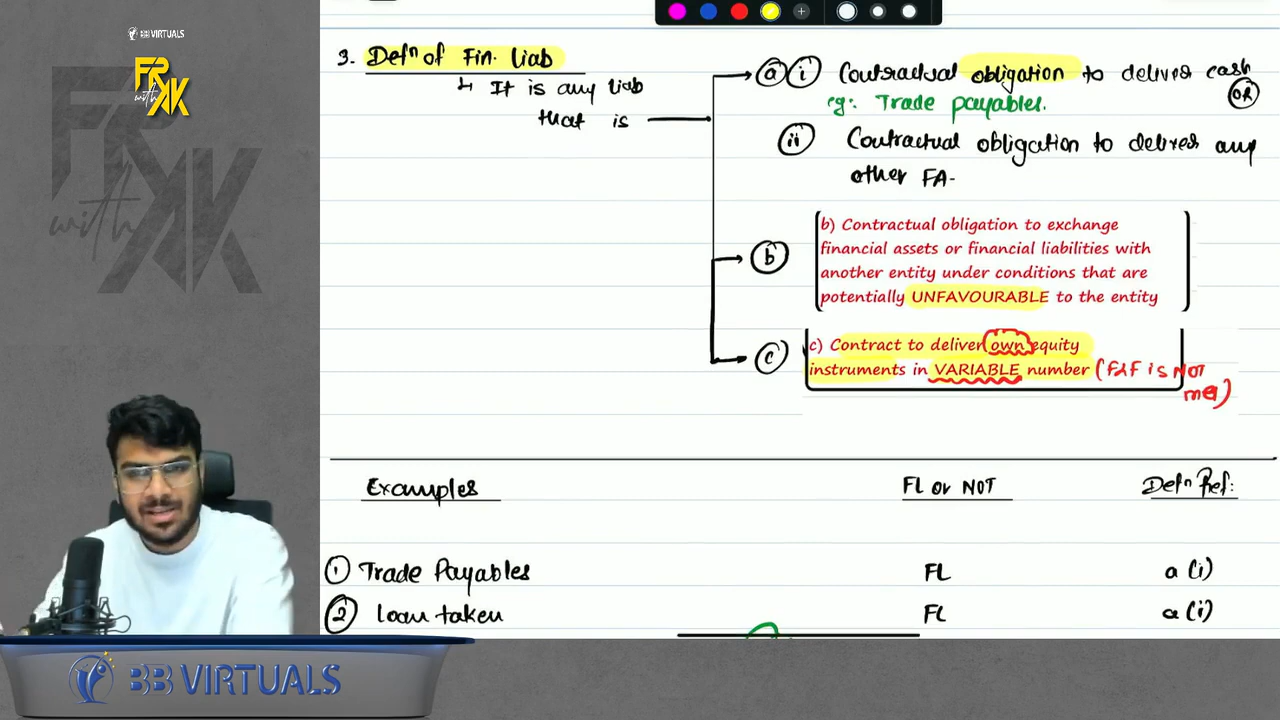 BB VIRTUALS
FR
with AK
FR
with AK
3. Defn of Fin. liab
↳ It is any liab
that is
(a) (i) Contractual obligation to deliver cash
(OR)
eg:- Trade payables.
(ii) Contractual obligation to deliver any
other FA-
(b)
b) Contractual obligation to exchange
financial assets or financial liabilities with
another entity under conditions that are
potentially UNFAVOURABLE to the entity
(c)
c) Contract to deliver own equity
instruments in VARIABLE number (F&F is NOT
met)
Examples FL or NOT Defn Ref:
(1) Trade Payables FL a (i)
(2) loan taken FL a (i)
BB VIRTUALS